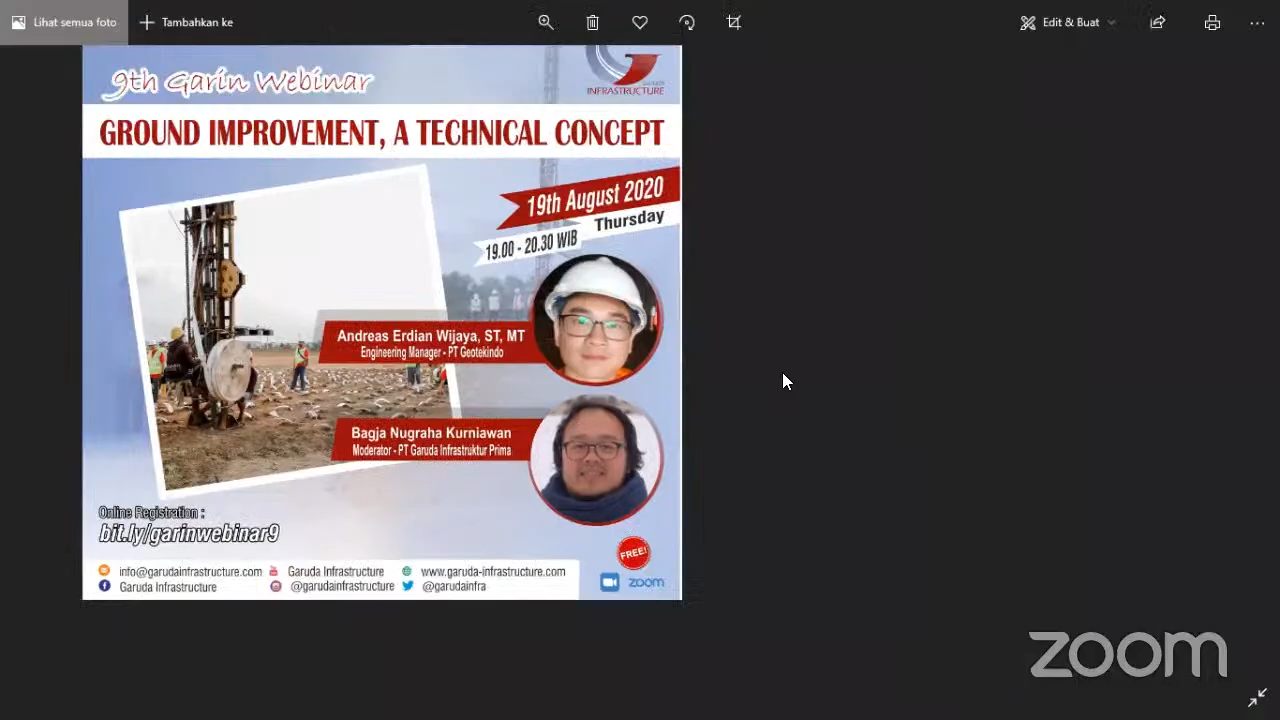 Lihat semua foto
Tambahkan ke
Edit & Buat
9th Garin Webinar
INFRASTRUCTURE
GROUND IMPROVEMENT, A TECHNICAL CONCEPT
19th August 2020
Thursday
19.00 - 20.30 WIB
Andreas Erdian Wijaya, ST, MT
Engineering Manager - PT Geotekindo
Bagja Nugraha Kurniawan
Moderator - PT Garuda Infrastruktur Prima
Online Registration :
bit.ly/garinwebinar9
FREE!
info@garudainfrastructure.com Garuda Infrastructure www.garuda-infrastructure.com
Garuda Infrastructure @garudainfrastructure @garudainfra
zoom
zoom